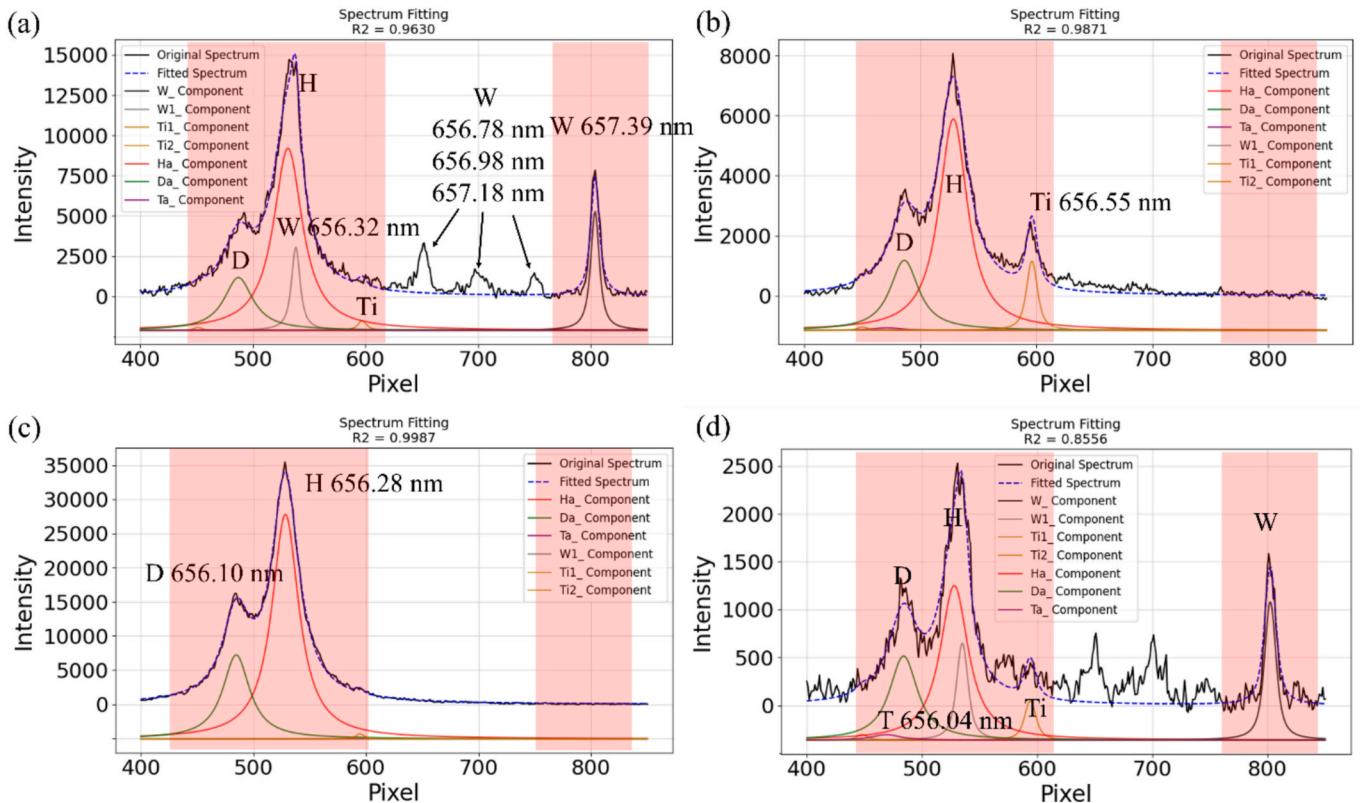 (a)
Spectrum Fitting
R2 = 0.9630
15000
12500
10000
7500
5000
2500
0
Intensity
Original Spectrum
Fitted Spectrum
W_ Component
W1_ Component
Ti1_ Component
Ti2_ Component
Ha_ Component
Da_ Component
Ta_ Component
H
W
656.78 nm
656.98 nm
657.18 nm
W 657.39 nm
D
W 656.32 nm
Ti
400 500 600 700 800
Pixel
(b)
Spectrum Fitting
R2 = 0.9871
8000
6000
4000
2000
0
Intensity
Original Spectrum
Fitted Spectrum
Ha_ Component
Da_ Component
Ta_ Component
W1_ Component
Ti1_ Component
Ti2_ Component
H
Ti 656.55 nm
D
400 500 600 700 800
Pixel
(c)
Spectrum Fitting
R2 = 0.9987
35000
30000
25000
20000
15000
10000
5000
0
Intensity
Original Spectrum
Fitted Spectrum
Ha_ Component
Da_ Component
Ta_ Component
W1_ Component
Ti1_ Component
Ti2_ Component
H 656.28 nm
D 656.10 nm
400 500 600 700 800
Pixel
(d)
Spectrum Fitting
R2 = 0.8556
2500
2000
1500
1000
500
0
Intensity
Original Spectrum
Fitted Spectrum
W_ Component
W1_ Component
Ti1_ Component
Ti2_ Component
Ha_ Component
Da_ Component
Ta_ Component
H
W
D
T 656.04 nm
Ti
400 500 600 700 800
Pixel